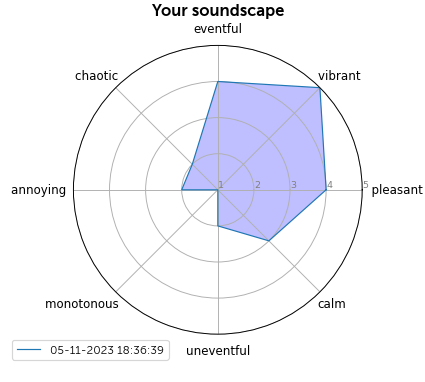 Your soundscape
eventful
chaotic
vibrant
annoying
1 2 3 4 5
pleasant
monotonous
calm
uneventful
05-11-2023 18:36:39